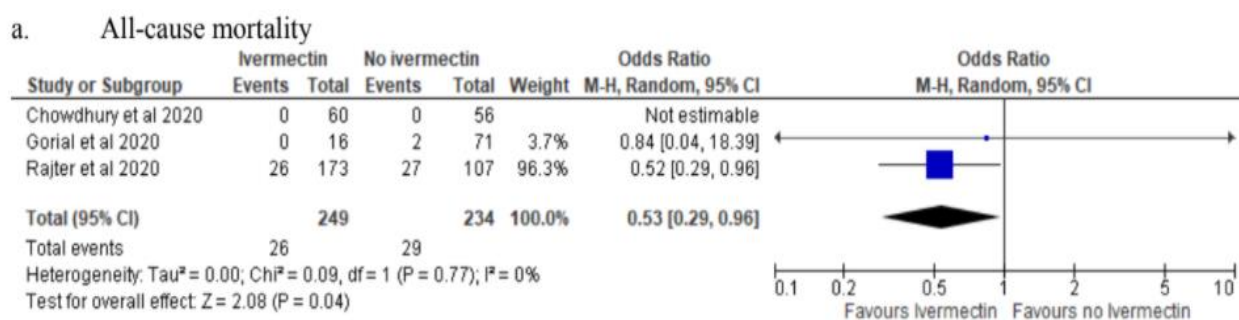 a. All-cause mortality
Ivermectin No ivermectin Odds Ratio Odds Ratio
Study or Subgroup Events Total Events Total Weight M-H, Random, 95% CI M-H, Random, 95% CI
Chowdhury et al 2020 0 60 0 56 Not estimable
Gorial et al 2020 0 16 2 71 3.7% 0.84 [0.04, 18.39]
Rajter et al 2020 26 173 27 107 96.3% 0.52 [0.29, 0.96]
Total (95% CI) 249 234 100.0% 0.53 [0.29, 0.96]
Total events 26 29
Heterogeneity: Tau² = 0.00; Chi² = 0.09, df = 1 (P = 0.77); I² = 0%
Test for overall effect: Z = 2.08 (P = 0.04)
0.1 0.2 0.5 1 2 5 10
Favours Ivermectin Favours no Ivermectin